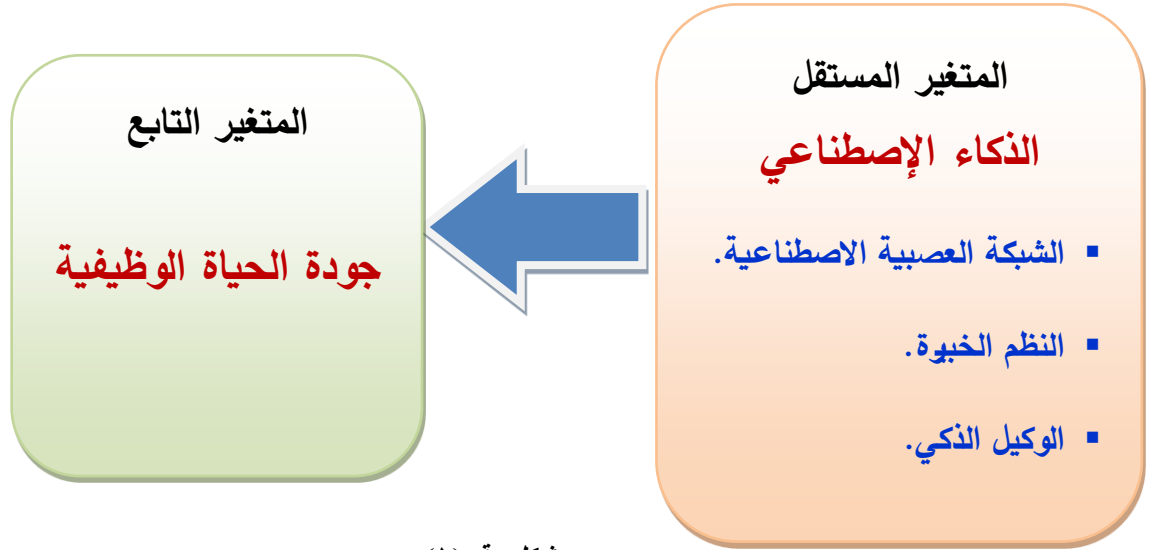 المتغير المستقل
الذكاء الإصطناعي
▪ الشبكة العصبية الاصطناعية.
▪ النظم الخبيرة.
▪ الوكيل الذكي.
المتغير التابع
جودة الحياة الوظيفية